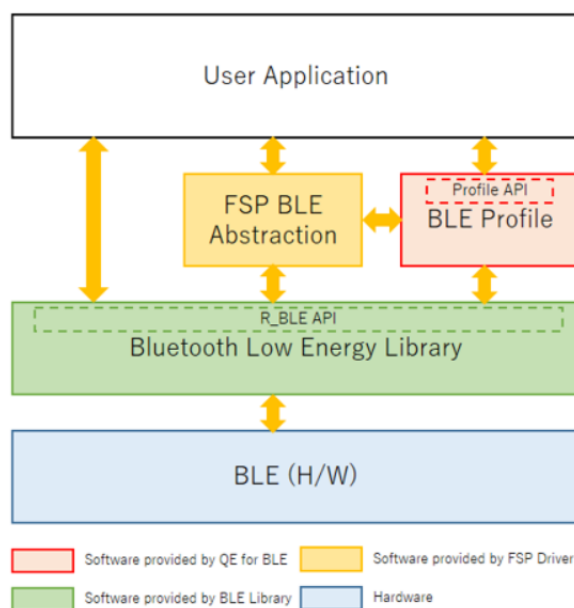 User Application
FSP BLE
Abstraction
Profile API
BLE Profile
R_BLE API
Bluetooth Low Energy Library
BLE (H/W)
Software provided by QE for BLE
Software provided by FSP Driver
Software provided by BLE Library
Hardware